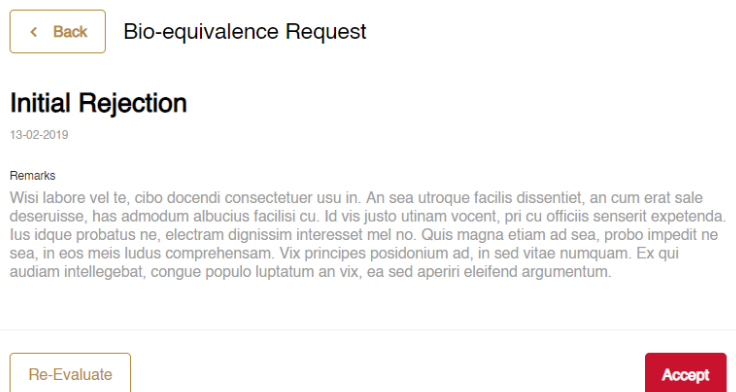 Back
Bio-equivalence Request
Initial Rejection
13-02-2019
Remarks
Wisi labore vel te, cibo docendi consectetuer usu in. An sea utroque facilis dissentiet, an cum erat sale
deseruisse, has admodum albucius facilisi cu. Id vis justo utinam vocent, pri cu officiis senserit expetenda.
Ius idque probatus ne, electram dignissim interesset mel no. Quis magna etiam ad sea, probo impedit ne
sea, in eos meis ludus comprehensam. Vix principes posidonium ad, in sed vitae numquam. Ex qui
audiam intellegebat, congue populo luptatum an vix, ea sed aperiri eleifend argumentum.
Re-Evaluate
Accept